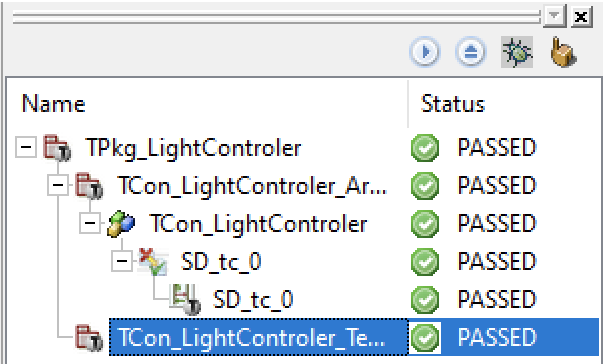 Name Status
TPkg_LightControler PASSED
TCon_LightControler_Ar... PASSED
TCon_LightControler PASSED
SD_tc_0 PASSED
SD_tc_0 PASSED
TCon_LightControler_Te... PASSED